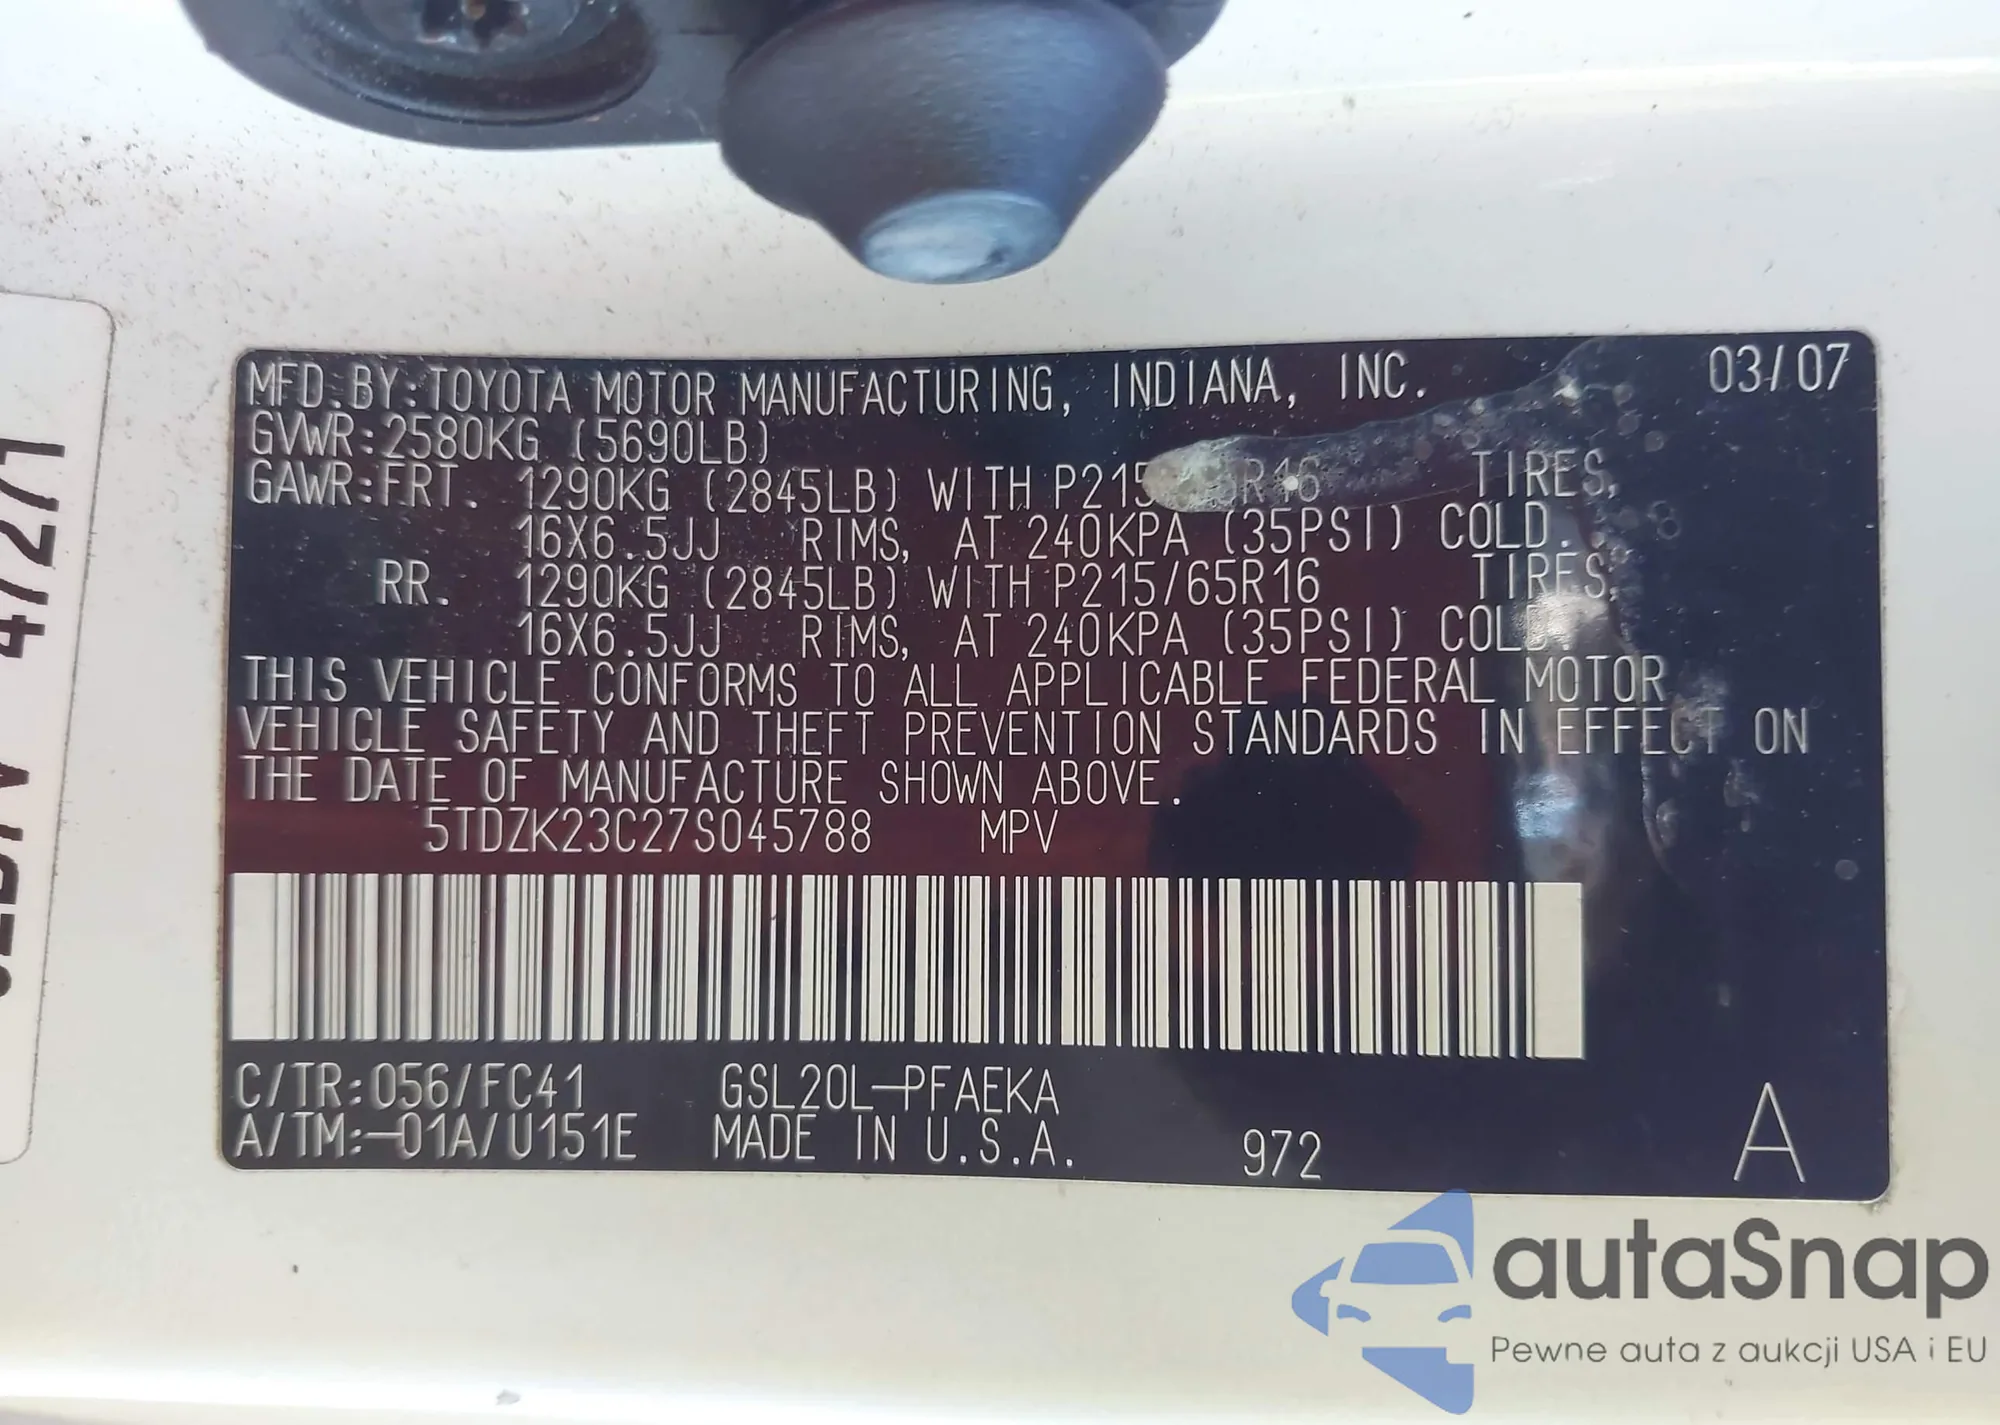 MFD.BY:TOYOTA MOTOR MANUFACTURING, INDIANA, INC. 03/07
GVWR:2580KG (5690LB)
GAWR:FRT. 1290KG (2845LB) WITH P215 5R16 TIRES,
16X6.5JJ RIMS, AT 240KPA (35PSI) COLD.
RR. 1290KG (2845LB) WITH P215/65R16 TIRES,
16X6.5JJ RIMS, AT 240KPA (35PSI) COLD.
THIS VEHICLE CONFORMS TO ALL APPLICABLE FEDERAL MOTOR
VEHICLE SAFETY AND THEFT PREVENTION STANDARDS IN EFFECT ON
THE DATE OF MANUFACTURE SHOWN ABOVE.
5TDZK23C27S045788 MPV
C/TR:056/FC41 GSL20L-PFAEKA
A/TM:-01A/U151E MADE IN U.S.A. 972 A
autaSnap
Pewne auta z aukcji USA i EU